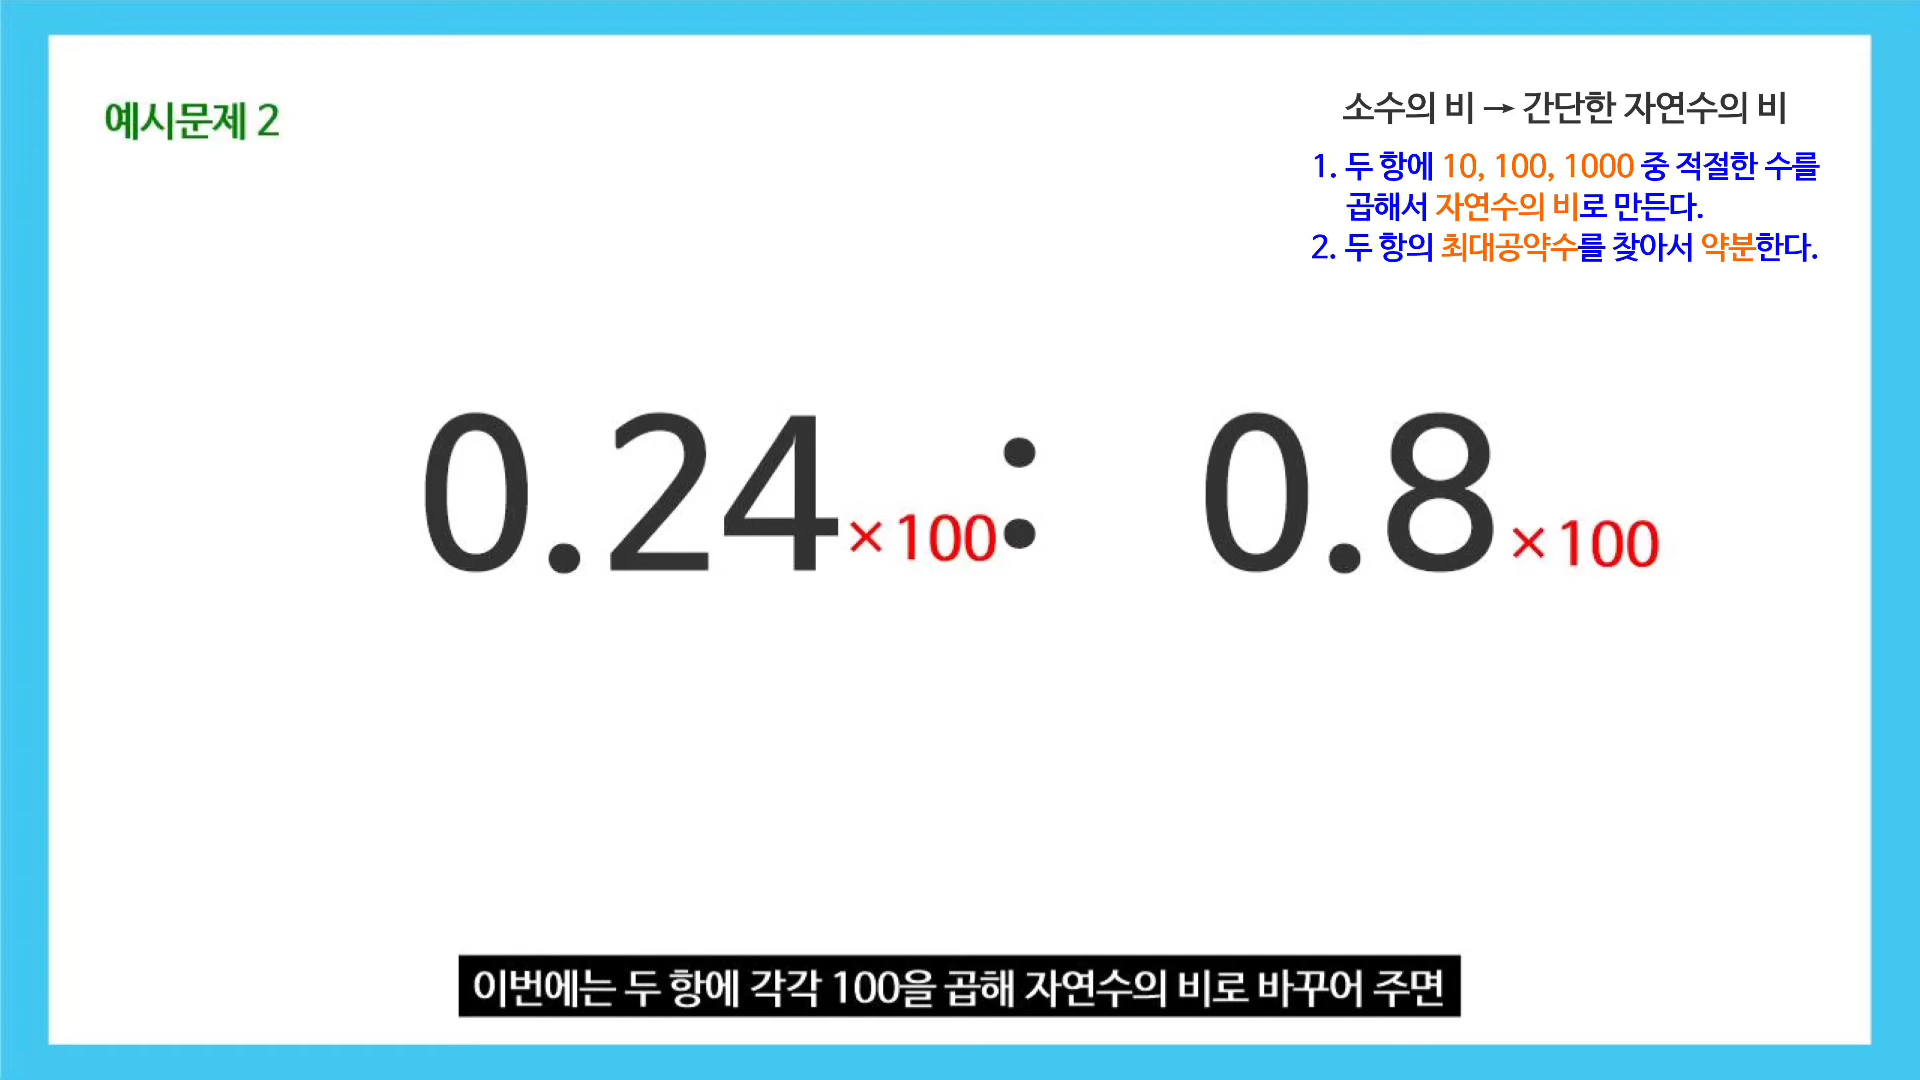 예시문제 2
소수의 비 → 간단한 자연수의 비
1. 두 항에 10, 100, 1000 중 적절한 수를
곱해서 자연수의 비로 만든다.
2. 두 항의 최대공약수를 찾아서 약분한다.
0.24×100 : 0.8×100
이번에는 두 항에 각각 100을 곱해 자연수의 비로 바꾸어 주면